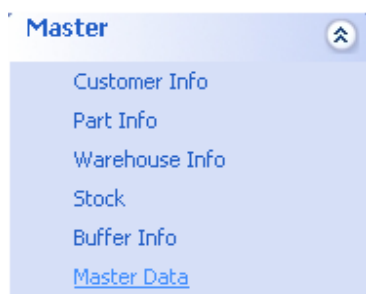 Master
Customer Info
Part Info
Warehouse Info
Stock
Buffer Info
Master Data